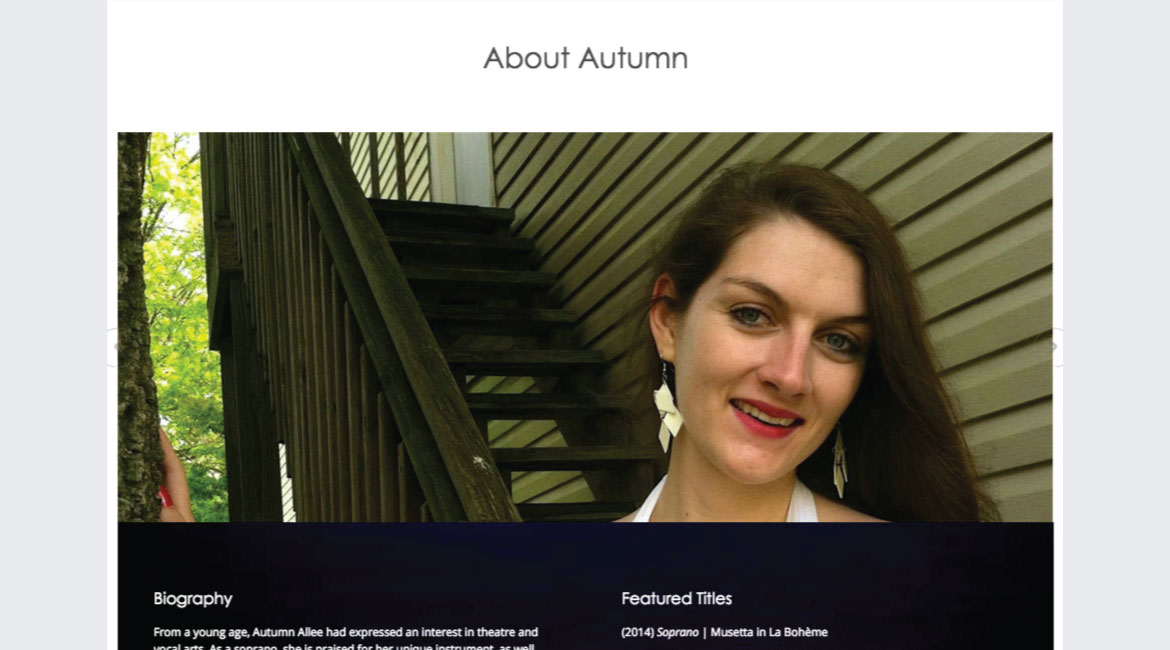 About Autumn
Biography
From a young age, Autumn Allee had expressed an interest in theatre and
vocal arts. As a soprano, she is praised for her unique instrument, as well
Featured Titles
(2014) Soprano | Musetta in La Bohème